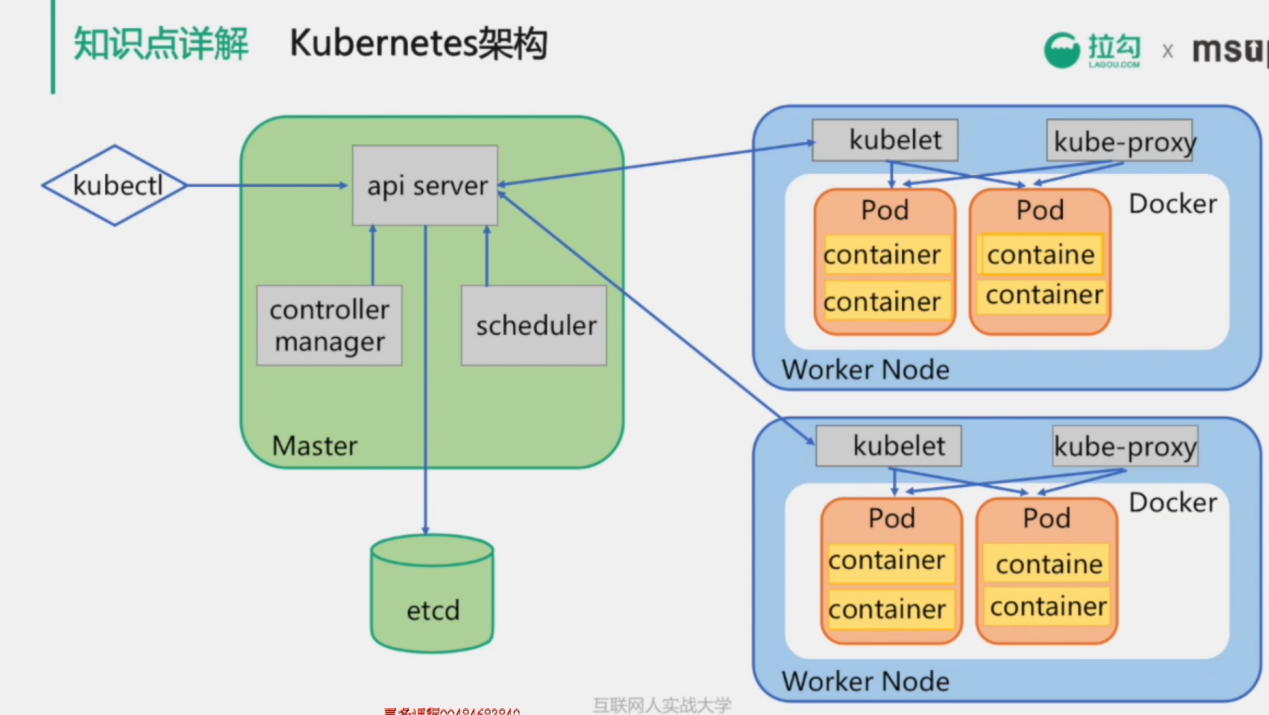 知识点详解 Kubernetes架构
拉勾 x msup
LAGOU.COM
kubectl
api server
controller
manager
scheduler
Master
etcd
kubelet
kube-proxy
Docker
Pod
container
container
Pod
containe
container
Worker Node
kubelet
kube-proxy
Docker
Pod
container
container
Pod
containe
container
Worker Node
互联网人实战大学